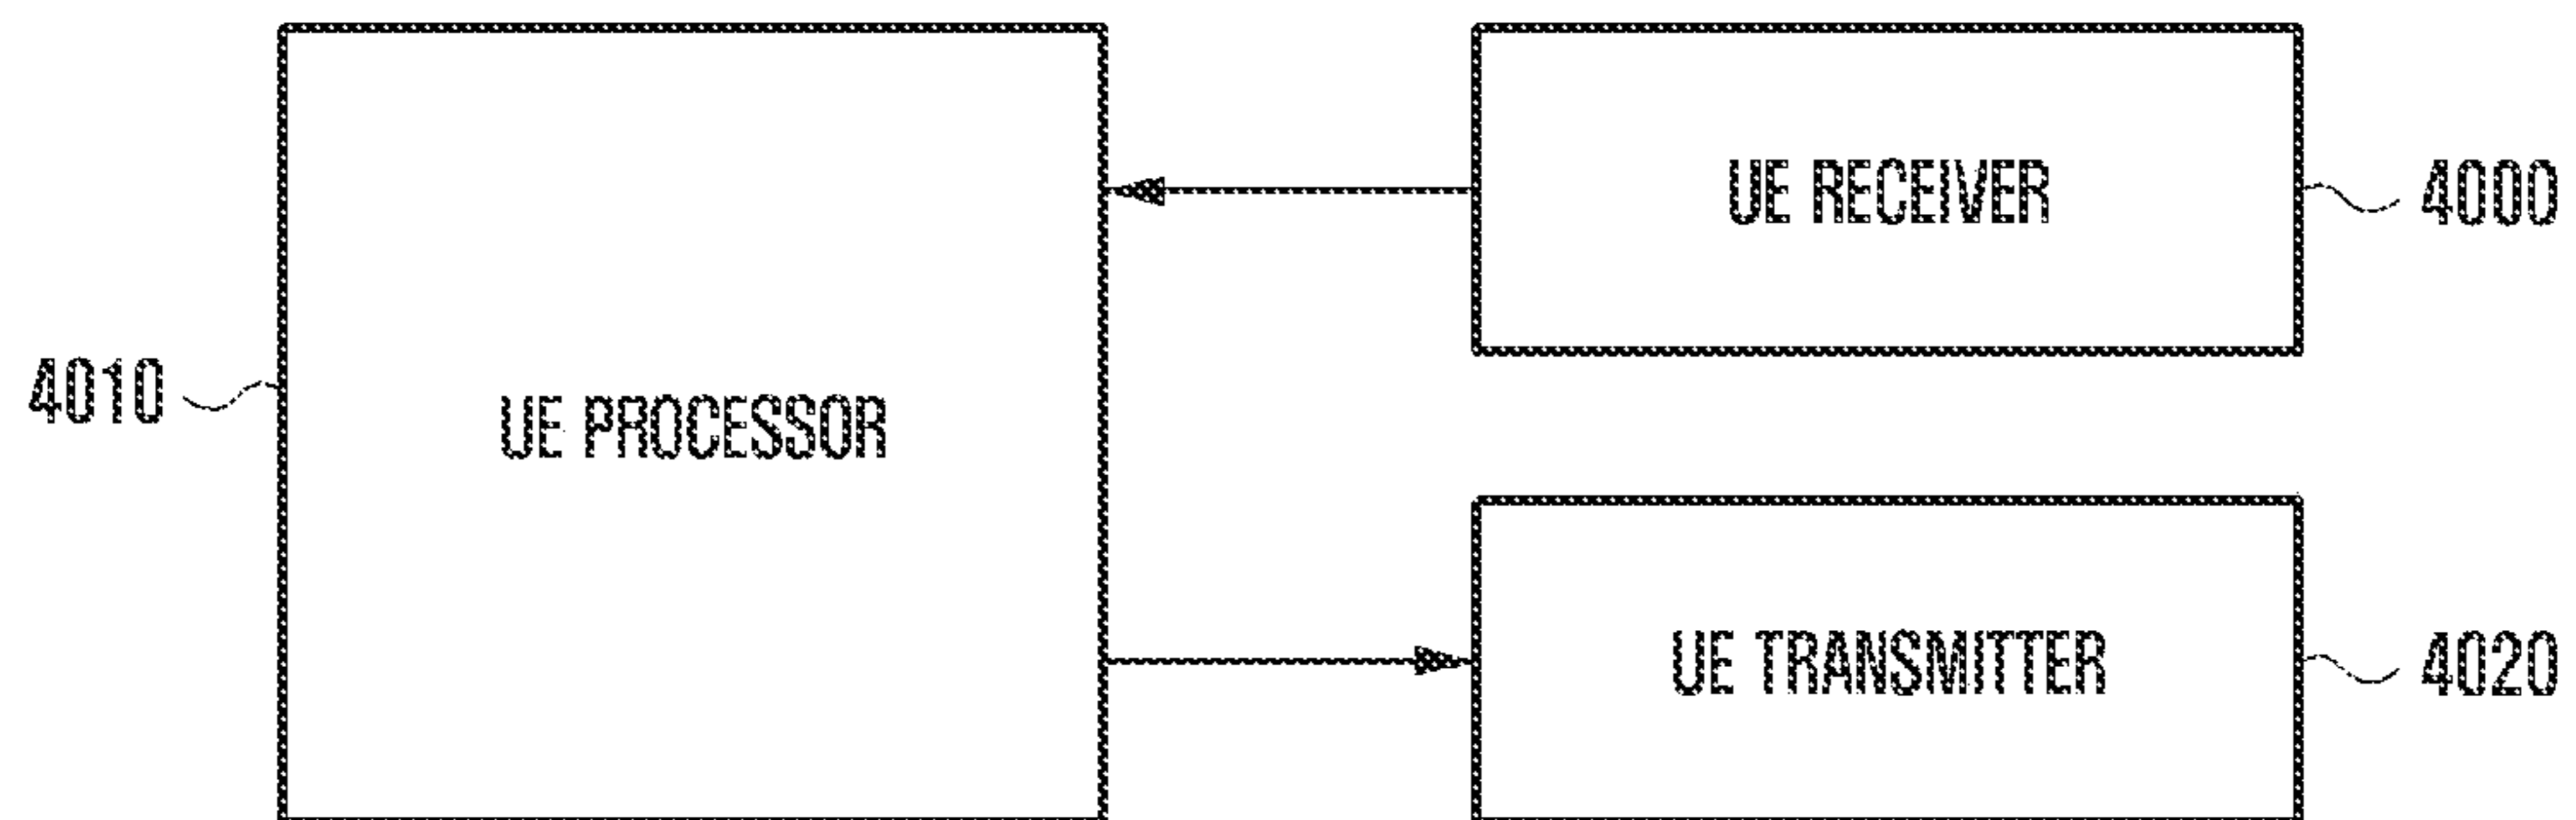 UE RECEIVER
4000
4010
UE PROCESSOR
UE TRANSMITTER
4020